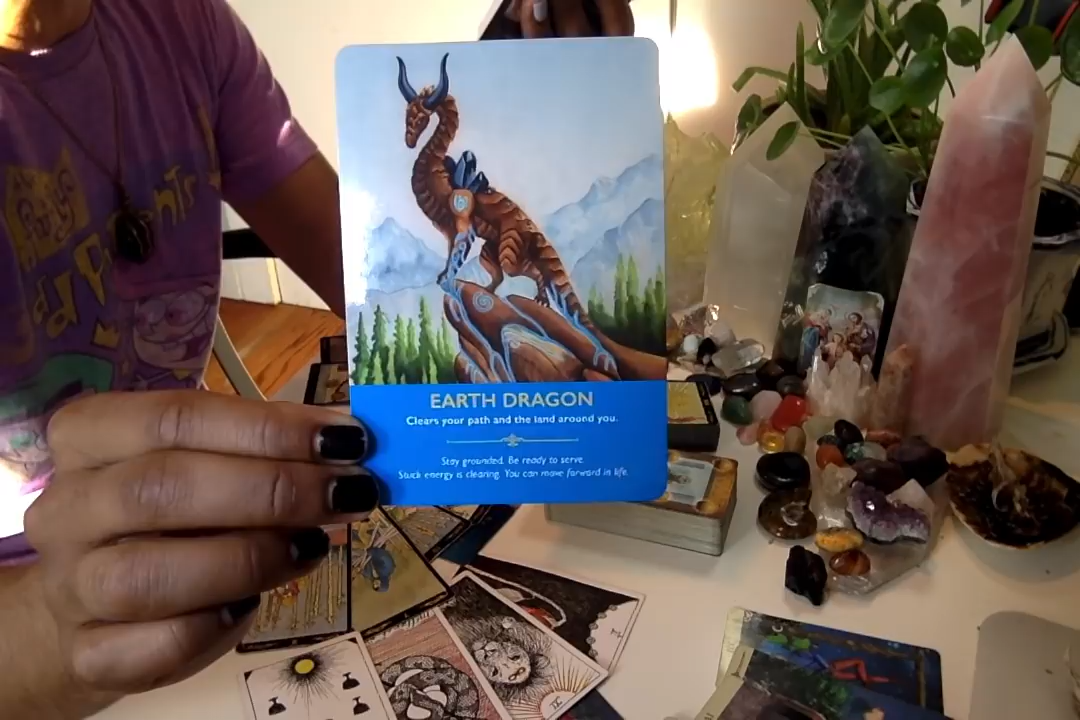 EARTH DRAGON
Clears your path and the land around you.
Stay grounded. Be ready to serve.
Stuck energy is clearing. You can move forward in life.